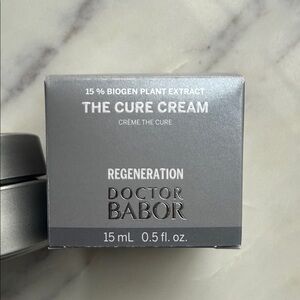 15 % BIOGEN PLANT EXTRACT
THE CURE CREAM
CRÈME THE CURE
REGENERATION
DOCTOR
BABOR
15 mL 0.5 fl. oz.